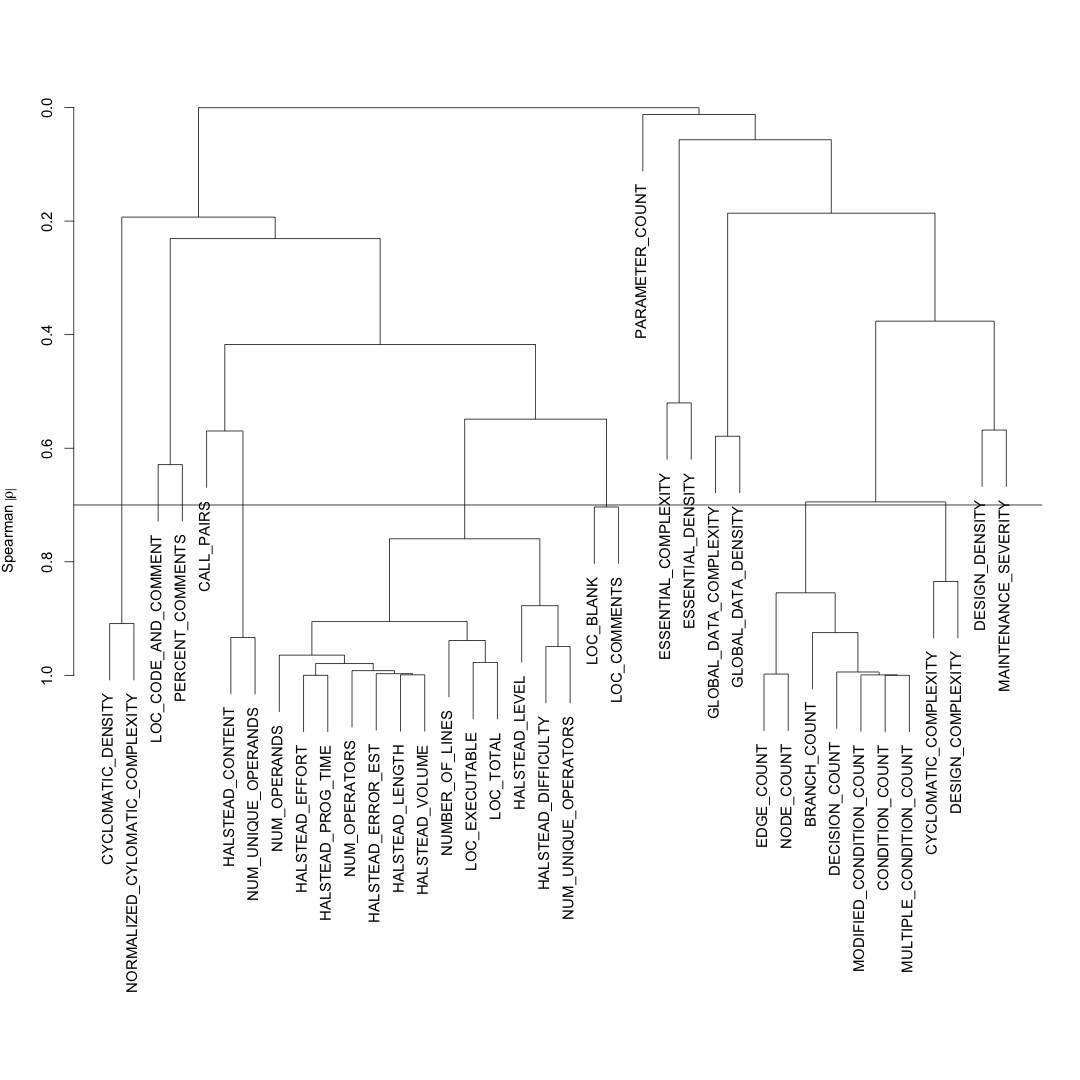 Spearman |ρ|
0.0
0.2
0.4
0.6
0.8
1.0
CYCLOMATIC_DENSITY
NORMALIZED_CYLOMATIC_COMPLEXITY
LOC_CODE_AND_COMMENT
PERCENT_COMMENTS
CALL_PAIRS
HALSTEAD_CONTENT
NUM_UNIQUE_OPERANDS
NUM_OPERANDS
HALSTEAD_EFFORT
HALSTEAD_PROG_TIME
NUM_OPERATORS
HALSTEAD_ERROR_EST
HALSTEAD_LENGTH
HALSTEAD_VOLUME
NUMBER_OF_LINES
LOC_EXECUTABLE
LOC_TOTAL
HALSTEAD_LEVEL
HALSTEAD_DIFFICULTY
NUM_UNIQUE_OPERATORS
LOC_BLANK
LOC_COMMENTS
PARAMETER_COUNT
ESSENTIAL_COMPLEXITY
ESSENTIAL_DENSITY
GLOBAL_DATA_COMPLEXITY
GLOBAL_DATA_DENSITY
EDGE_COUNT
NODE_COUNT
BRANCH_COUNT
DECISION_COUNT
MODIFIED_CONDITION_COUNT
CONDITION_COUNT
MULTIPLE_CONDITION_COUNT
CYCLOMATIC_COMPLEXITY
DESIGN_COMPLEXITY
DESIGN_DENSITY
MAINTENANCE_SEVERITY